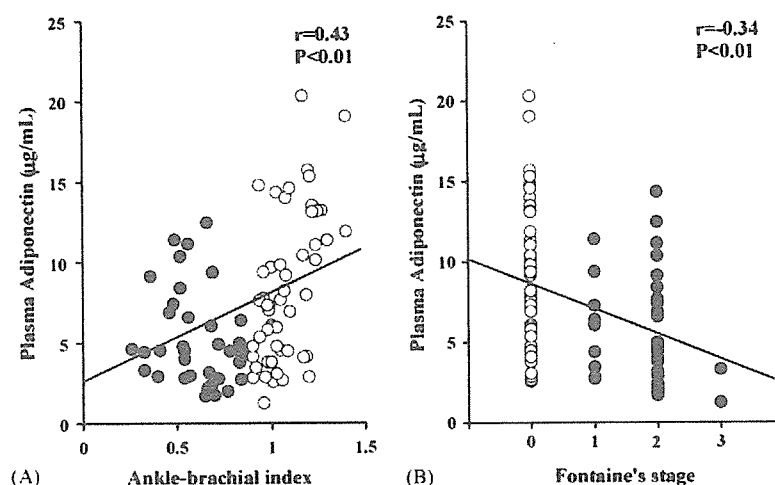 r=0.43
P<0.01
Plasma Adiponectin (µg/mL)
25
20
15
10
5
0
0
0.5
1
1.5
(A)
Ankle-brachial index
r=-0.34
P<0.01
Plasma Adiponectin (µg/mL)
25
20
15
10
5
0
0
1
2
3
(B)
Fontaine's stage